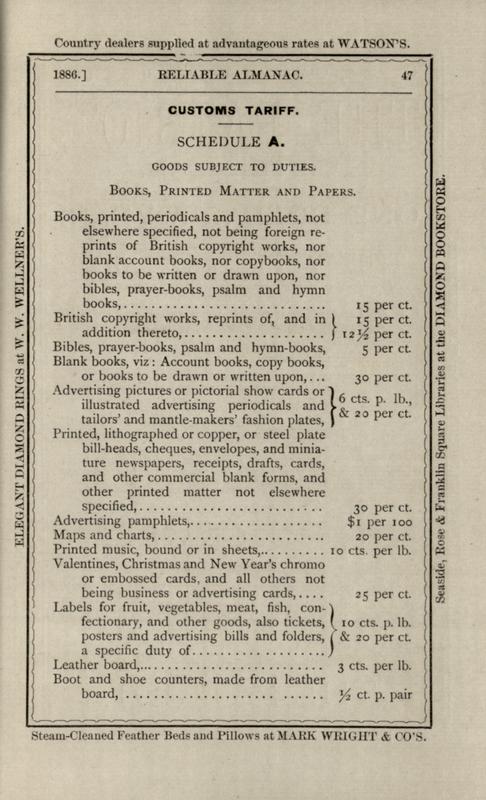 Country dealers supplied at advantageous rates at WATSON'S.
1886.] RELIABLE ALMANAC. 47
CUSTOMS TARIFF.
SCHEDULE A.
GOODS SUBJECT TO DUTIES.
BOOKS, PRINTED MATTER AND PAPERS.
Books, printed, periodicals and pamphlets, not
elsewhere specified, not being foreign re-
prints of British copyright works, nor
blank account books, nor copybooks, nor
books to be written or drawn upon, nor
bibles, prayer-books, psalm and hymn
books,.............................. 15 per ct.
British copyright works, reprints of, and in } 15 per ct.
addition thereto,..................... } 12½ per ct.
Bibles, prayer-books, psalm and hymn-books, 5 per ct.
Blank books, viz: Account books, copy books,
or books to be drawn or written upon,... 30 per ct.
Advertising pictures or pictorial show cards or
illustrated advertising periodicals and } 6 cts. p. lb.,
tailors' and mantle-makers' fashion plates, & 20 per ct.
Printed, lithographed or copper, or steel plate
bill-heads, cheques, envelopes, and minia-
ture newspapers, receipts, drafts, cards,
and other commercial blank forms, and
other printed matter not elsewhere
specified,........................... 30 per ct.
Advertising pamphlets,.................... $1 per 100
Maps and charts,......................... 20 per ct.
Printed music, bound or in sheets,.......... 10 cts. per lb.
Valentines, Christmas and New Year's chromo
or embossed cards, and all others not
being business or advertising cards,.... 25 per ct.
Labels for fruit, vegetables, meat, fish, con-
fectionary, and other goods, also tickets, } 10 cts. p. lb.
posters and advertising bills and folders, & 20 per ct.
a specific duty of....................
Leather board,........................... 3 cts. per lb.
Boot and shoe counters, made from leather
board, ............................. ½ ct. p. pair
Steam-Cleaned Feather Beds and Pillows at MARK WRIGHT & CO'S.
ELEGANT DIAMOND RINGS at W. W. WELLNER'S.
Seaside, Rose & Franklin Square Libraries at the DIAMOND BOOKSTORE.